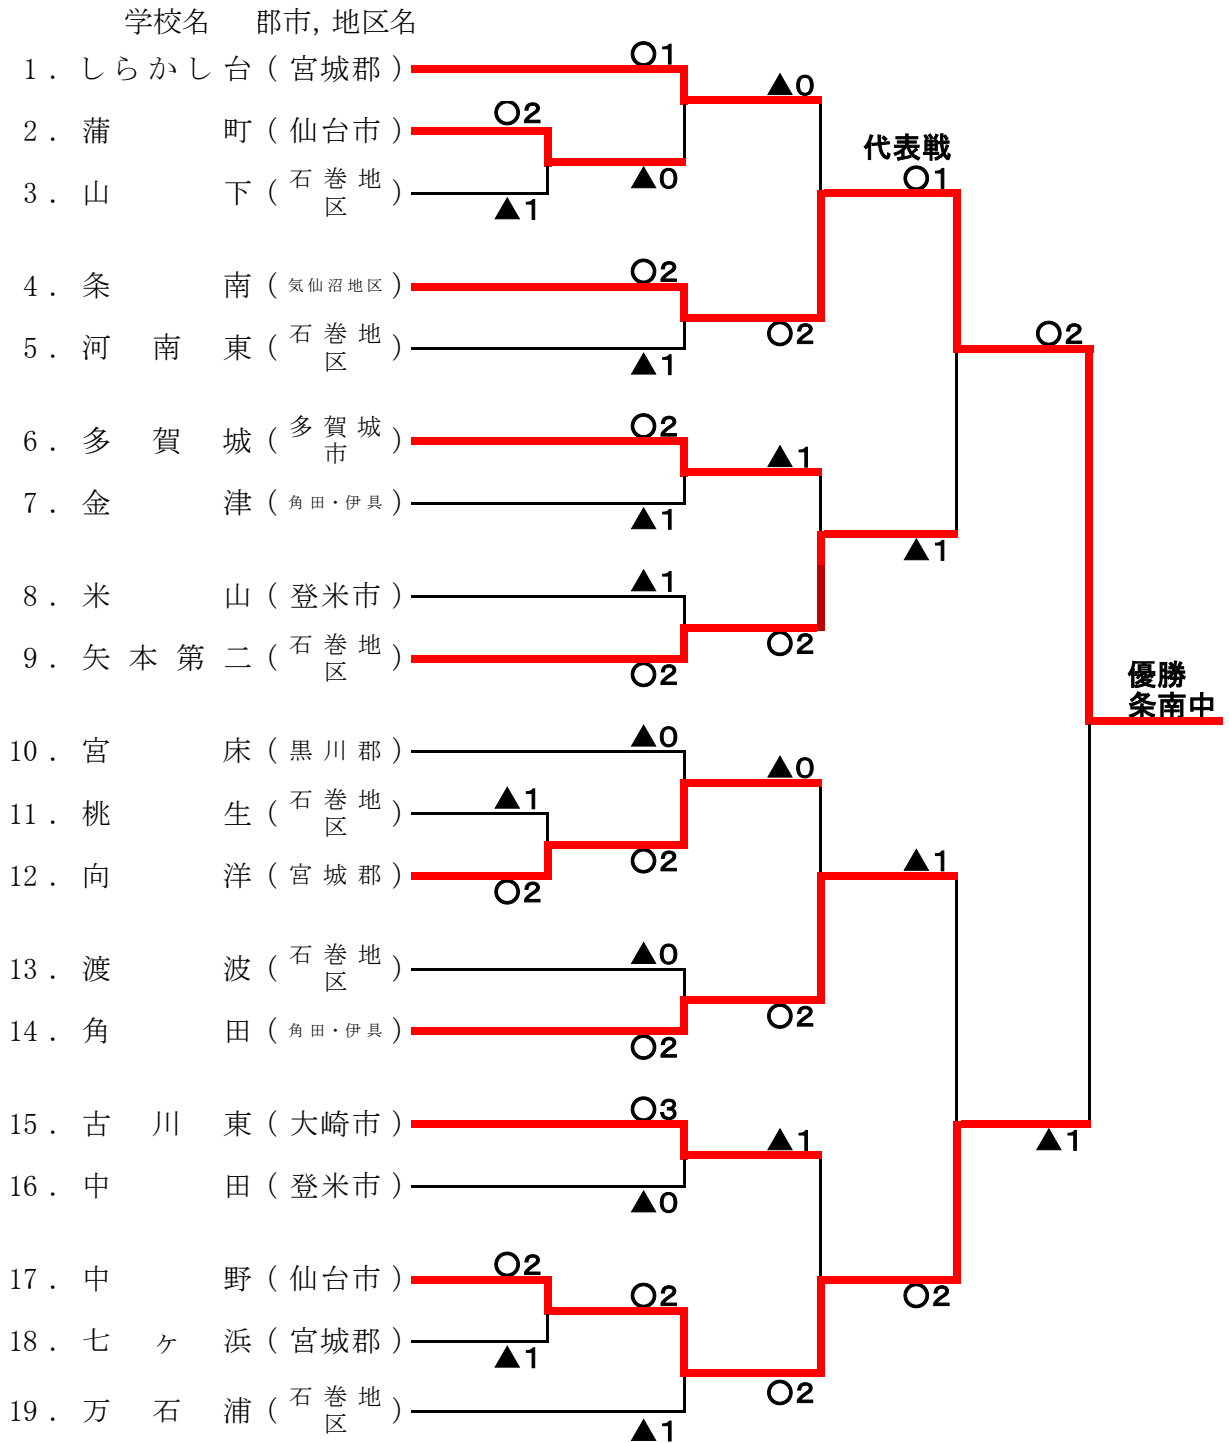 学校名 郡市，地区名
○1
1．しらかし台（宮城郡）
▲0
○2
2．蒲町（仙台市）
代表戦
▲0
○1
3．山下（石巻地区）
▲1
○2
4．条南（気仙沼地区）
○2
○2
5．河南東（石巻地区）
▲1
○2
6．多賀城（多賀城市）
▲1
7．金津（角田・伊具）
▲1
▲1
▲1
8．米山（登米市）
○2
9．矢本第二（石巻地区）
○2
優勝
条南中
▲0
10．宮床（黒川郡）
▲0
▲1
11．桃生（石巻地区）
○2
▲1
12．向洋（宮城郡）
○2
▲0
13．渡波（石巻地区）
○2
14．角田（角田・伊具）
○2
○3
15．古川東（大崎市）
▲1
▲1
16．中田（登米市）
▲0
○2
17．中野（仙台市）
○2
○2
18．七ヶ浜（宮城郡）
▲1
○2
19．万石浦（石巻地区）
▲1